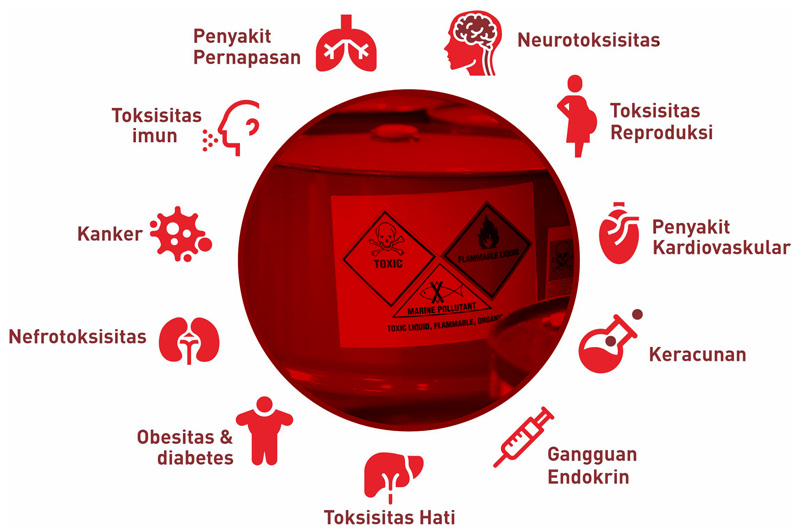 Penyakit
Pernapasan
Neurotoksisitas
Toksisitas
imun
Toksisitas
Reproduksi
Kanker
Penyakit
Kardiovaskular
TOXIC
FLAMMABLE LIQUID
MARINE POLLUTANT
TOXIC LIQUID, FLAMMABLE, ORGANIC
Nefrotoksisitas
Keracunan
Obesitas &
diabetes
Gangguan
Endokrin
Toksisitas Hati